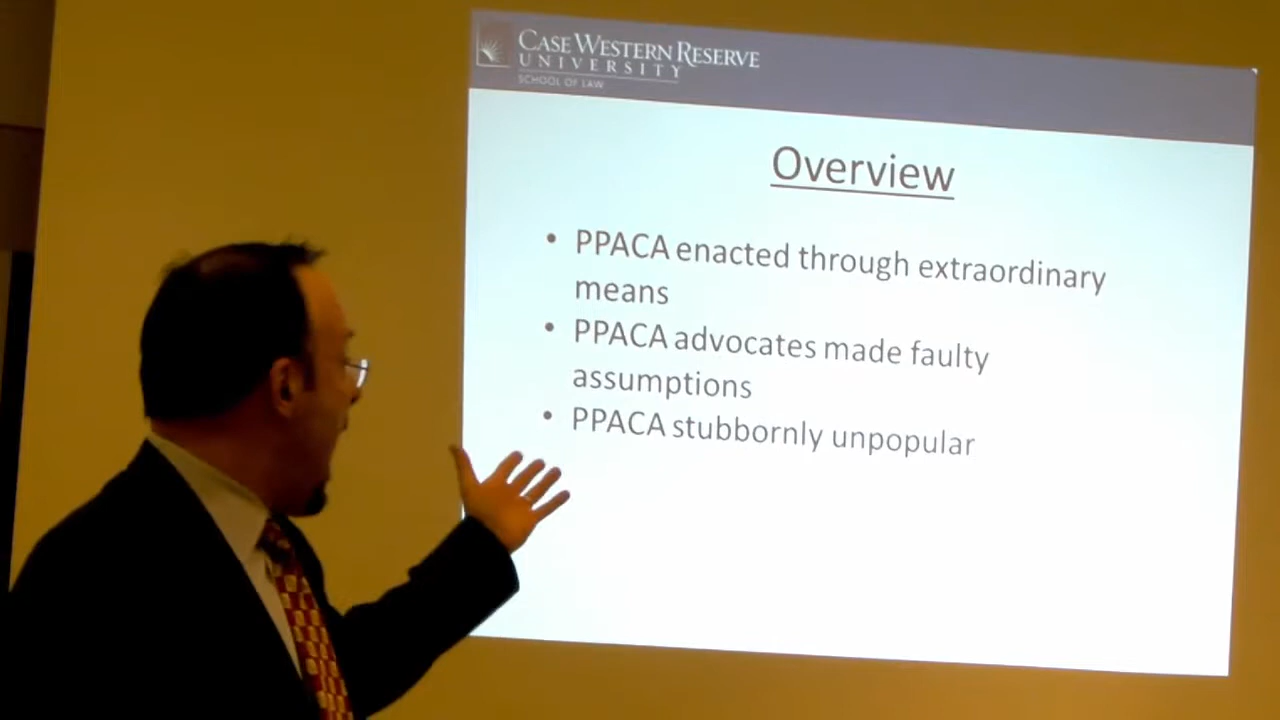 CASE WESTERN RESERVE
UNIVERSITY
SCHOOL OF LAW
Overview
• PPACA enacted through extraordinary
means
• PPACA advocates made faulty
assumptions
• PPACA stubbornly unpopular